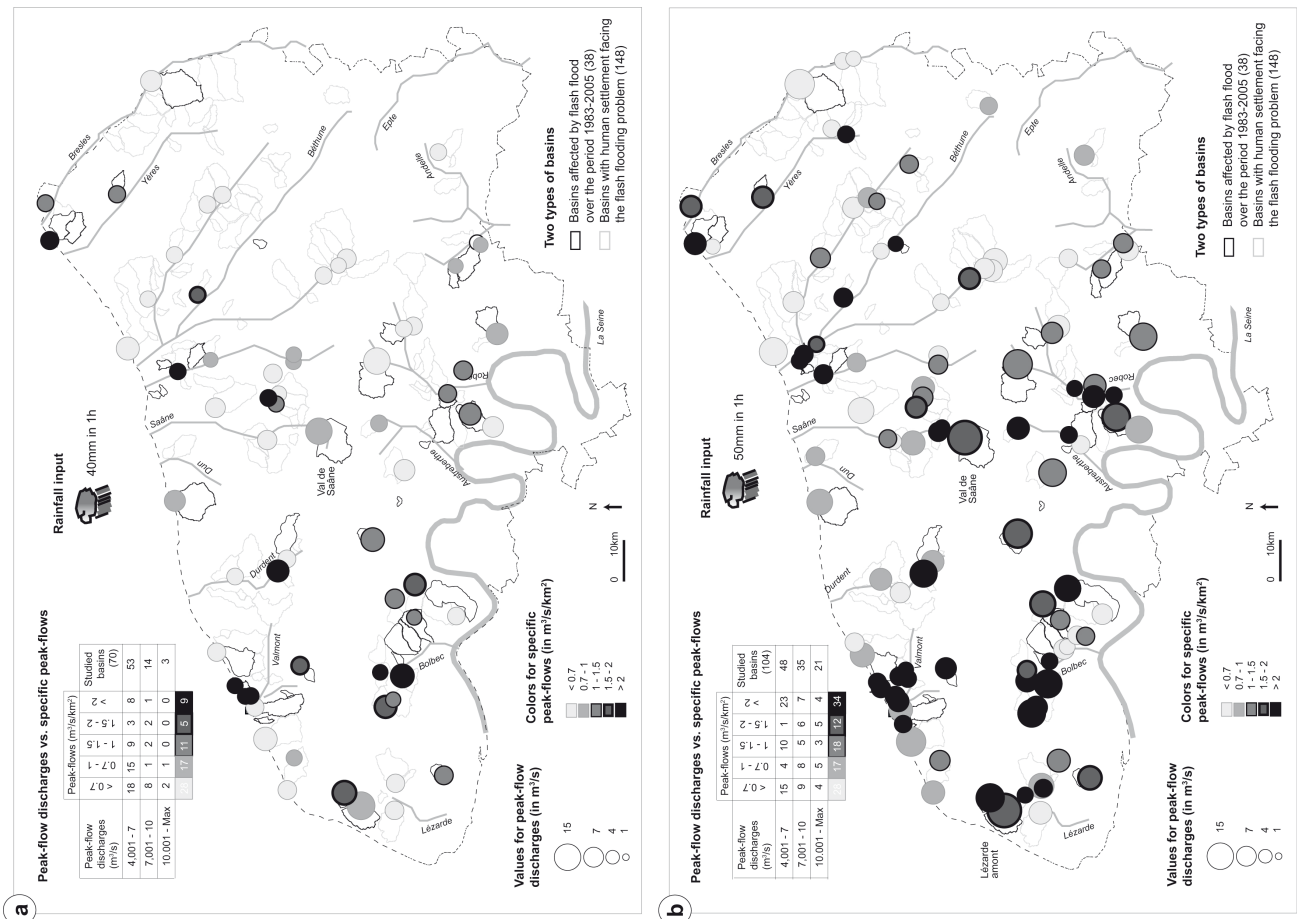 a
Peak-flow discharges vs. specific peak-flows
Peak-flow discharges (m³/s)
Peak-flows (m³/s/km²)
Studied basins (70)
< 0.7
0.7 - 1
1 - 1.5
1.5 - 2
> 2
4,001 - 7 18 15 9 3 8 53
7,001 - 10 8 1 2 2 1 14
10.001 - Max 2 1 0 0 0 3
28 17 11 5 9
Rainfall input
40mm in 1h
Bresles
Yères
Béthune
Epte
Andelle
Saâne
Dun
Val de
Saâne
Durdent
Valmont
Bolbec
Lézarde
Austreberthe
Robec
La Seine
Values for peak-flow
discharges (in m³/s)
15
7
4
1
Colors for specific
peak-flows (in m³/s/km²)
< 0.7
0.7 - 1
1 - 1.5
1.5 - 2
> 2
N
0 10km
Two types of basins
Basins affected by flash flood
over the period 1983-2005 (38)
Basins with human settlement facing
the flash flooding problem (148)
b
Peak-flow discharges vs. specific peak-flows
Peak-flow discharges (m³/s)
Peak-flows (m³/s/km²)
Studied basins (104)
< 0.7
0.7 - 1
1 - 1.5
1.5 - 2
> 2
4,001 - 7 15 4 10 1 23 48
7,001 - 10 9 8 5 6 7 35
10.001 - Max 4 5 3 5 4 21
17 18 12 34
Rainfall input
50mm in 1h
Bresles
Yères
Béthune
Epte
Andelle
Saâne
Dun
Val de
Saâne
Durdent
Valmont
Bolbec
Lézarde
amont
Lézarde
Austreberthe
Robec
La Seine
Values for peak-flow
discharges (in m³/s)
15
7
4
1
Colors for specific
peak-flows (in m³/s/km²)
< 0.7
0.7 - 1
1 - 1.5
1.5 - 2
> 2
N
0 10km
Two types of basins
Basins affected by flash flood
over the period 1983-2005 (38)
Basins with human settlement facing
the flash flooding problem (148)